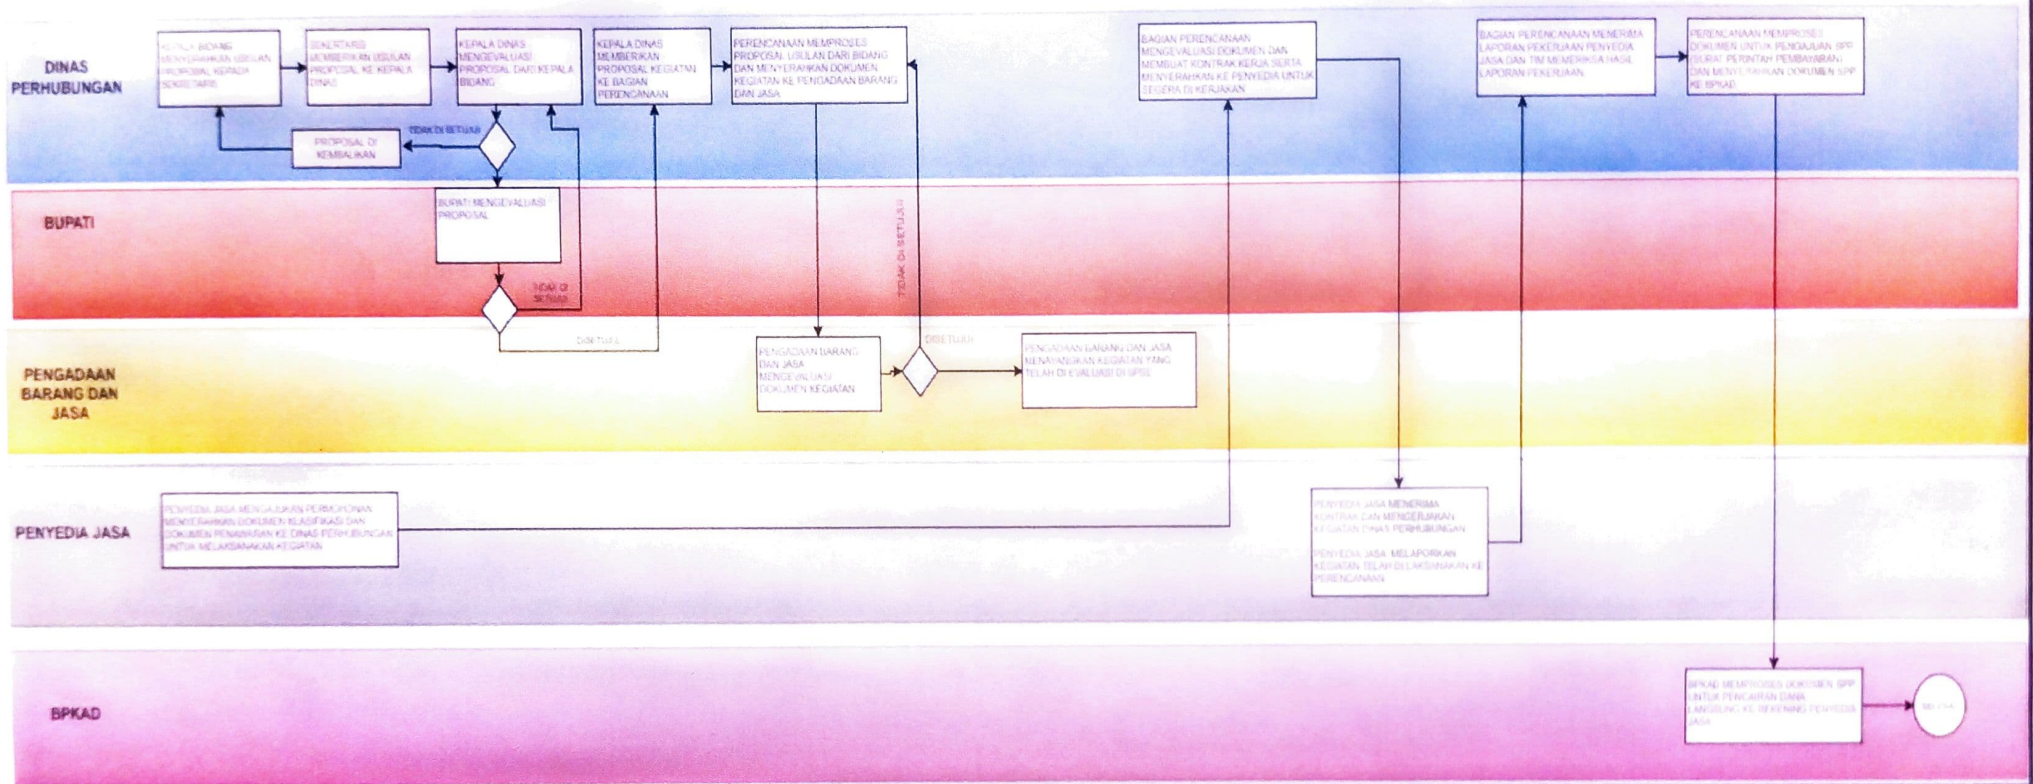 DINAS
PERHUBUNGAN
KEPALA BIDANG
MENYERAHKAN USULAN
PROPOSAL KEPADA
SEKRETARIS
SEKERTARIS
MEMBERIKAN USULAN
PROPOSAL KE KEPALA
DINAS
KEPALA DINAS
MENGEVALUASI
PROPOSAL DARI KEPALA
BIDANG
KEPALA DINAS
MEMBERIKAN
PROPOSAL KEGIATAN
KE BAGIAN
PERENCANAAN
PERENCANAAN MEMPROSES
PROPOSAL USULAN DARI BIDANG
DAN MENYERAHKAN DOKUMEN
KEGIATAN KE PENGADAAN BARANG
DAN JASA
BAGIAN PERENCANAAN
MENGEVALUASI DOKUMEN DAN
MEMBUAT KONTRAK KERJA SERTA
MENYERAHKAN KE PENYEDIA UNTUK
SEGERA DI KERJAKAN
BAGIAN PERENCANAAN MENERIMA
LAPORAN PEKERJAAN PENYEDIA
JASA DAN TIM MEMERIKSA HASIL
LAPORAN PEKERJAAN
PERENCANAAN MEMPROSES
DOKUMEN UNTUK PENGAJUAN SPP
(SURAT PERINTAH PEMBAYARAN)
DAN MENYERAHKAN DOKUMEN SPP
KE BPKAD
TIDAK DI SETUJUI
PROPOSAL DI
KEMBALIKAN
BUPATI
BUPATI MENGEVALUASI
PROPOSAL
TIDAK DI
SETUJUI
TIDAK DI SETUJUI
DISETUJUI
PENGADAAN
BARANG DAN
JASA
PENGADAAN BARANG
DAN JASA
MENGEVALUASI
DOKUMEN KEGIATAN
DISETUJUI
PENGADAAN BARANG DAN JASA
MENAYANGKAN KEGIATAN YANG
TELAH DI EVALUASI DI
PENYEDIA JASA
PENYEDIA JASA MENGAJUKAN PERMOHONAN
MENYERAHKAN DOKUMEN KLASIFIKASI DAN
DOKUMEN PENAWARAN KE DINAS PERHUBUNGAN
UNTUK MELAKSANAKAN KEGIATAN
PENYEDIA JASA MENERIMA
KONTRAK DAN MENGERJAKAN
KEGIATAN DINAS PERHUBUNGAN
PENYEDIA JASA MELAPORKAN
KEGIATAN TELAH DI LAKSANAKAN KE
PERENCANAAN
BPKAD
BPKAD MEMPROSES DOKUMEN SPP
UNTUK PENCAIRAN DANA
LANGSUNG KE REKENING PENYEDIA
JASA